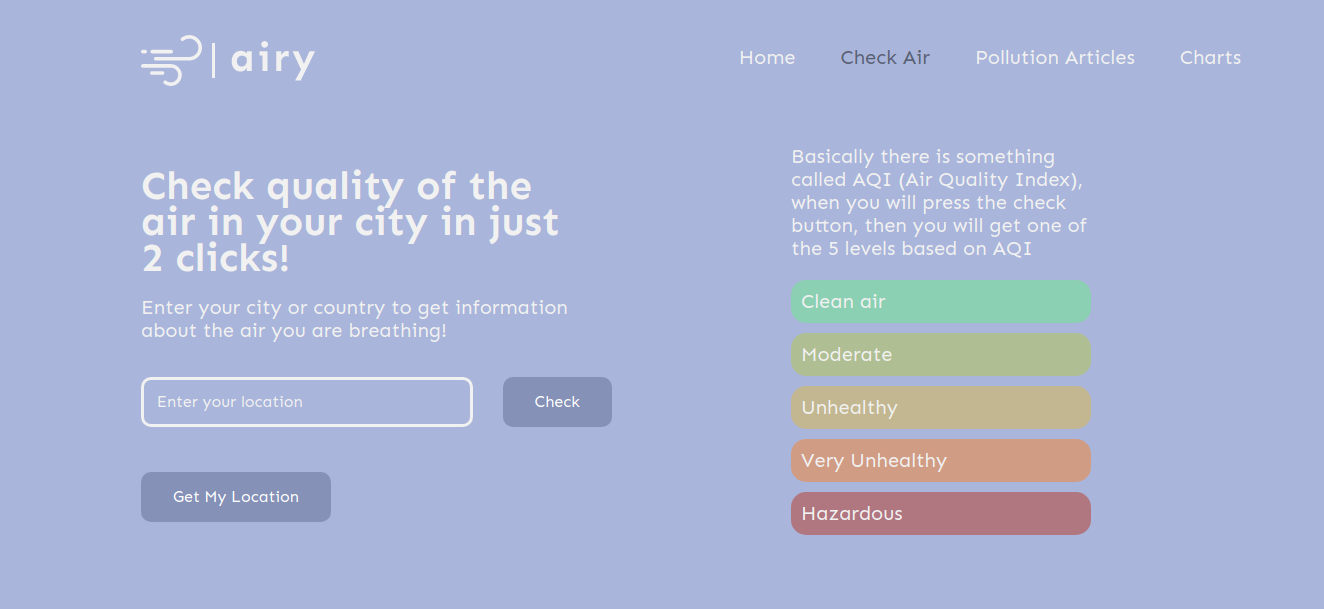 airy
Home
Check Air
Pollution Articles
Charts
Check quality of the
air in your city in just
2 clicks!
Enter your city or country to get information
about the air you are breathing!
Enter your location
Check
Get My Location
Basically there is something
called AQI (Air Quality Index),
when you will press the check
button, then you will get one of
the 5 levels based on AQI
Clean air
Moderate
Unhealthy
Very Unhealthy
Hazardous